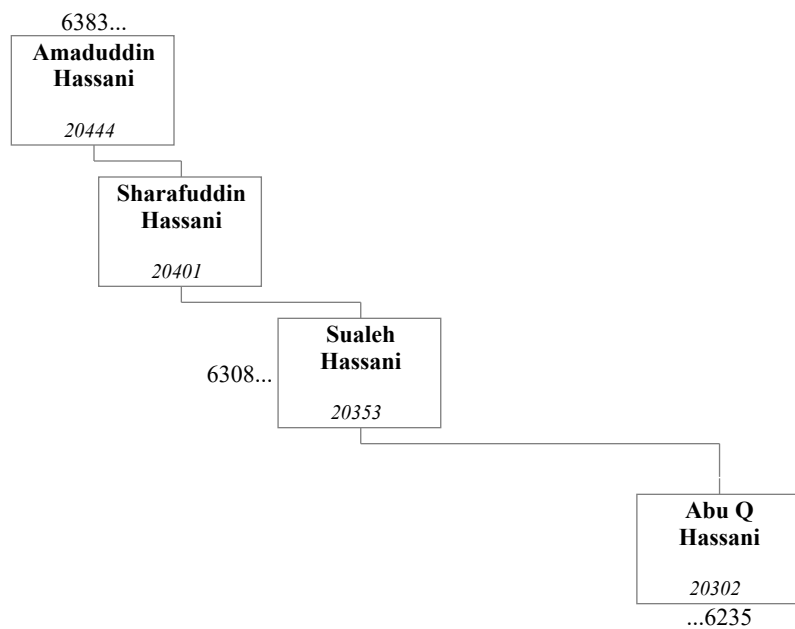 6383...
Amaduddin
Hassani
20444
Sharafuddin
Hassani
20401
Sualeh
Hassani
6308...
20353
Abu Q
Hassani
20302
...6235